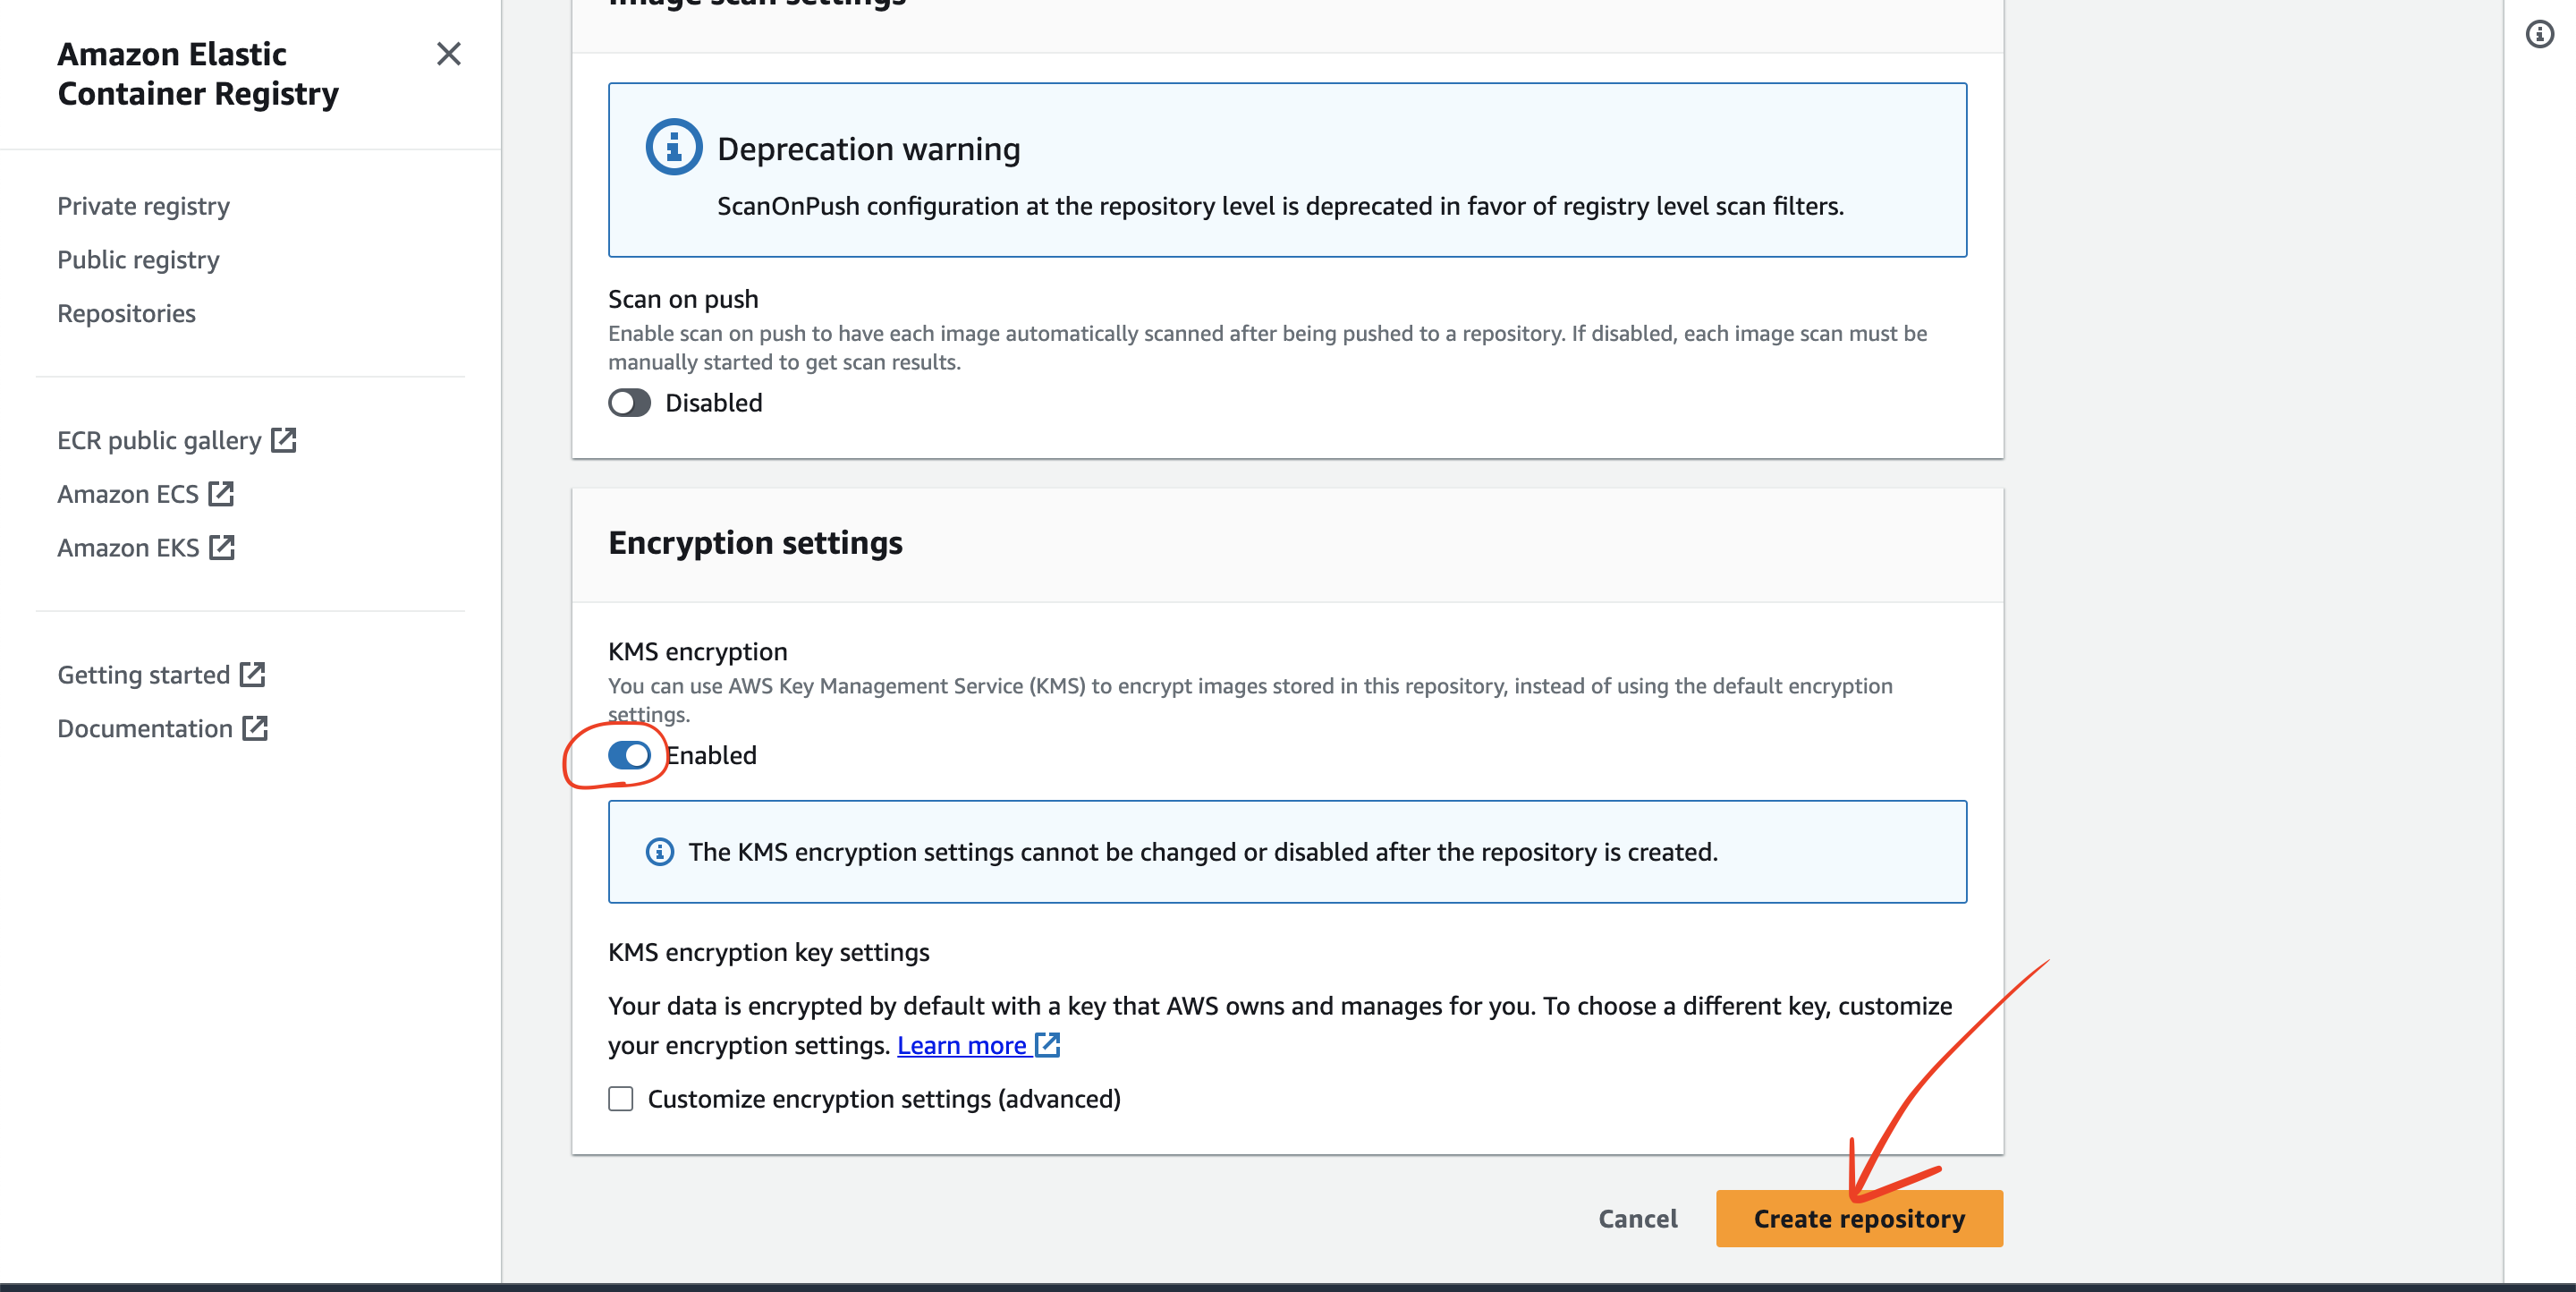 Amazon Elastic
Container Registry
Private registry
Public registry
Repositories
ECR public gallery
Amazon ECS
Amazon EKS
Getting started
Documentation
Image scan settings
Deprecation warning
ScanOnPush configuration at the repository level is deprecated in favor of registry level scan filters.
Scan on push
Enable scan on push to have each image automatically scanned after being pushed to a repository. If disabled, each image scan must be
manually started to get scan results.
Disabled
Encryption settings
KMS encryption
You can use AWS Key Management Service (KMS) to encrypt images stored in this repository, instead of using the default encryption
settings.
Enabled
The KMS encryption settings cannot be changed or disabled after the repository is created.
KMS encryption key settings
Your data is encrypted by default with a key that AWS owns and manages for you. To choose a different key, customize
your encryption settings. Learn more
Customize encryption settings (advanced)
Cancel
Create repository